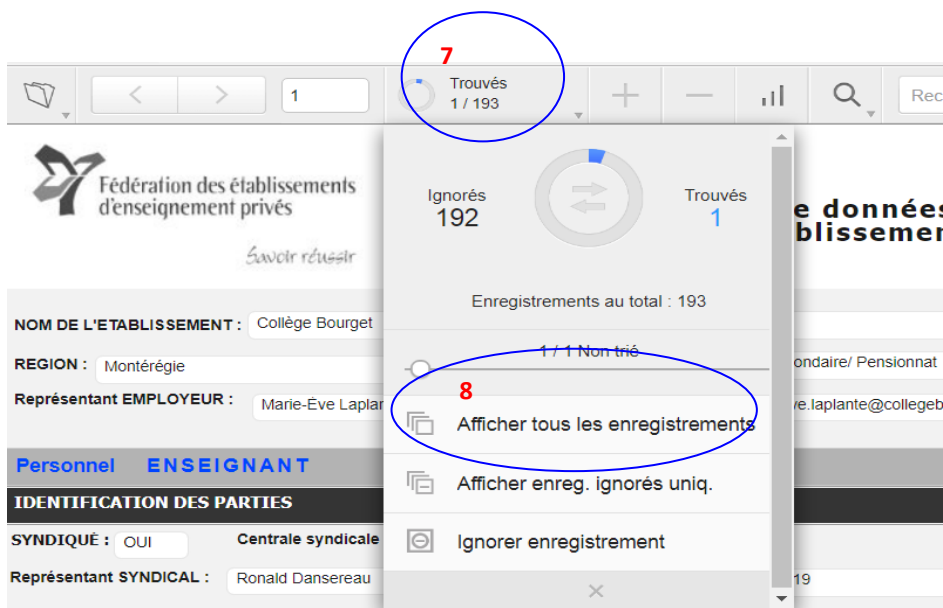 7
Trouvés
1 / 193
1
Rec
Fédération des établissements
d'enseignement privés
Savoir réussir
e données
blissemen
Ignorés
192
Trouvés
1
Enregistrements au total : 193
1 / 1 Non trié
NOM DE L'ETABLISSEMENT : Collège Bourget
REGION : Montérégie
ondaire/ Pensionnat
Représentant EMPLOYEUR : Marie-Ève Laplan
ve.laplante@collegeb
8
Afficher tous les enregistrements
Personnel ENSEIGNANT
Afficher enreg. ignorés uniq.
IDENTIFICATION DES PARTIES
SYNDIQUÉ : OUI Centrale syndicale
Ignorer enregistrement
Représentant SYNDICAL : Ronald Dansereau
19